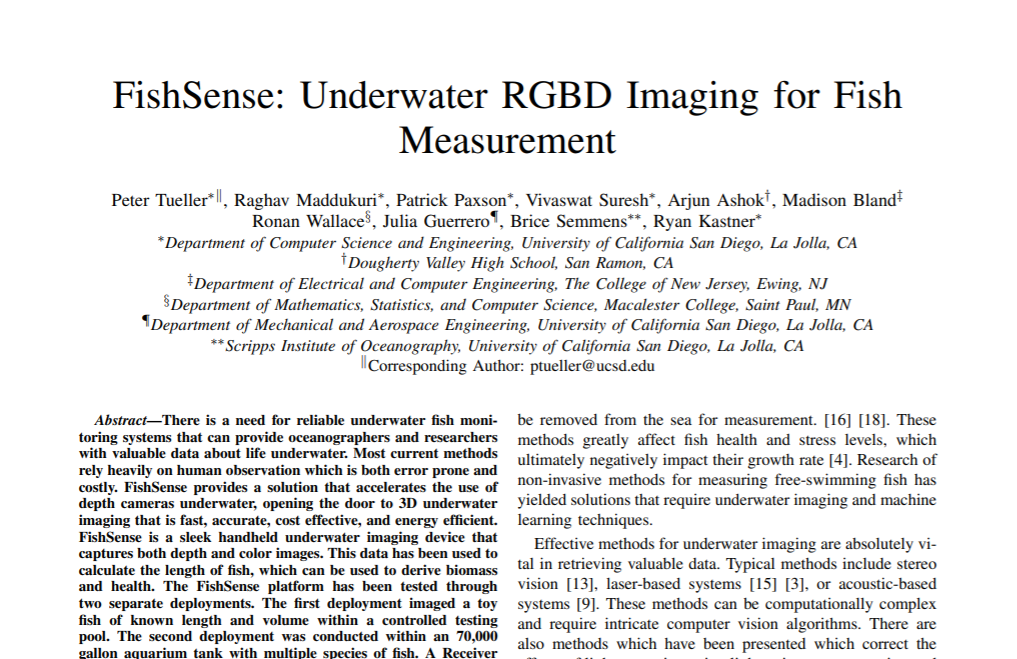 FishSense: Underwater RGBD Imaging for Fish
Measurement
Peter Tueller*∥, Raghav Maddukuri*, Patrick Paxson*, Vivaswat Suresh*, Arjun Ashok†, Madison Bland‡
Ronan Wallace§, Julia Guerrero¶, Brice Semmens**, Ryan Kastner*
*Department of Computer Science and Engineering, University of California San Diego, La Jolla, CA
†Dougherty Valley High School, San Ramon, CA
‡Department of Electrical and Computer Engineering, The College of New Jersey, Ewing, NJ
§Department of Mathematics, Statistics, and Computer Science, Macalester College, Saint Paul, MN
¶Department of Mechanical and Aerospace Engineering, University of California San Diego, La Jolla, CA
**Scripps Institute of Oceanography, University of California San Diego, La Jolla, CA
∥Corresponding Author: ptueller@ucsd.edu
Abstract—There is a need for reliable underwater fish moni-
toring systems that can provide oceanographers and researchers
with valuable data about life underwater. Most current methods
rely heavily on human observation which is both error prone and
costly. FishSense provides a solution that accelerates the use of
depth cameras underwater, opening the door to 3D underwater
imaging that is fast, accurate, cost effective, and energy efficient.
FishSense is a sleek handheld underwater imaging device that
captures both depth and color images. This data has been used to
calculate the length of fish, which can be used to derive biomass
and health. The FishSense platform has been tested through
two separate deployments. The first deployment imaged a toy
fish of known length and volume within a controlled testing
pool. The second deployment was conducted within an 70,000
gallon aquarium tank with multiple species of fish. A Receiver
be removed from the sea for measurement. [16] [18]. These
methods greatly affect fish health and stress levels, which
ultimately negatively impact their growth rate [4]. Research of
non-invasive methods for measuring free-swimming fish has
yielded solutions that require underwater imaging and machine
learning techniques.
Effective methods for underwater imaging are absolutely vi-
tal in retrieving valuable data. Typical methods include stereo
vision [13], laser-based systems [15] [3], or acoustic-based
systems [9]. These methods can be computationally complex
and require intricate computer vision algorithms. There are
also methods which have been presented which correct the